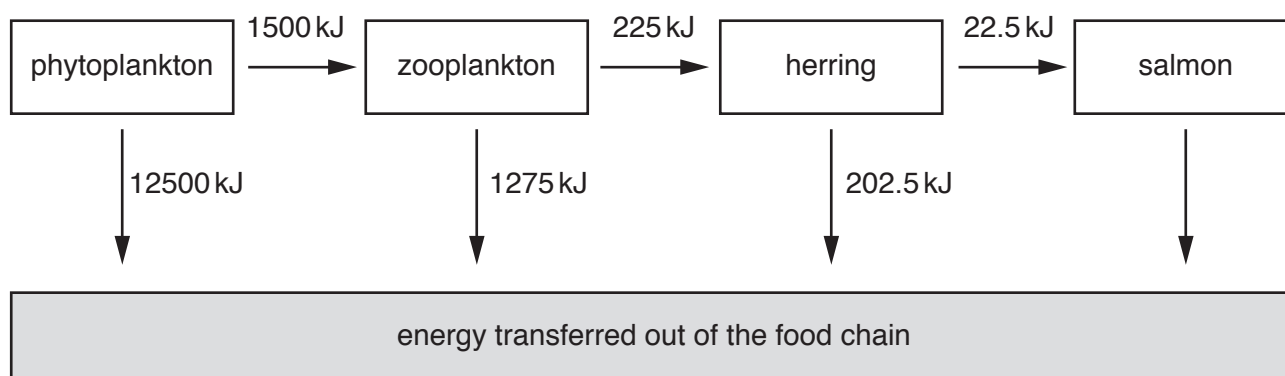 1500 kJ
225 kJ
22.5 kJ
phytoplankton
zooplankton
herring
salmon
12500 kJ
1275 kJ
202.5 kJ
energy transferred out of the food chain